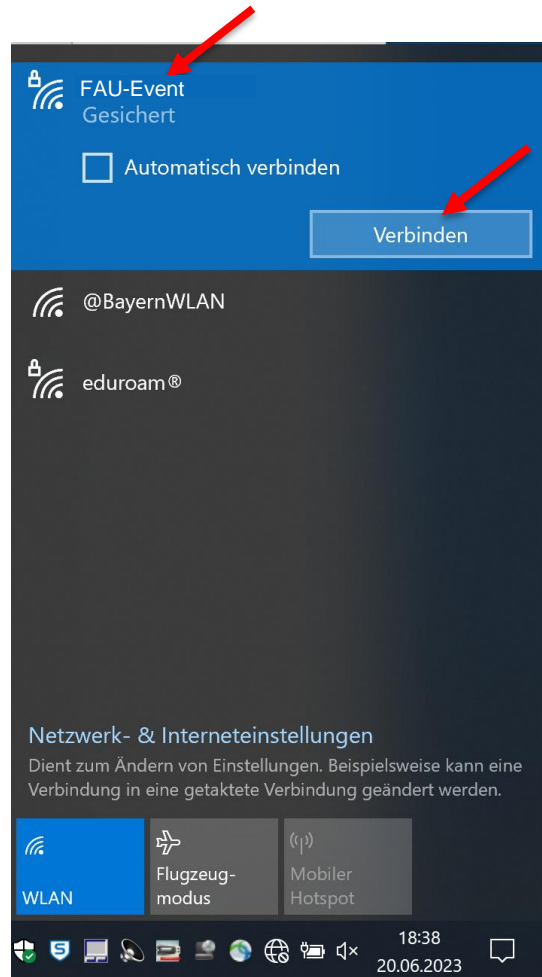 FAU-Event
Gesichert
Automatisch verbinden
Verbinden
@BayernWLAN
eduroam®
Netzwerk- & Interneteinstellungen
Dient zum Ändern von Einstellungen. Beispielsweise kann eine
Verbindung in eine getaktete Verbindung geändert werden.
WLAN
Flugzeug-
modus
Mobiler
Hotspot
18:38
20.06.2023